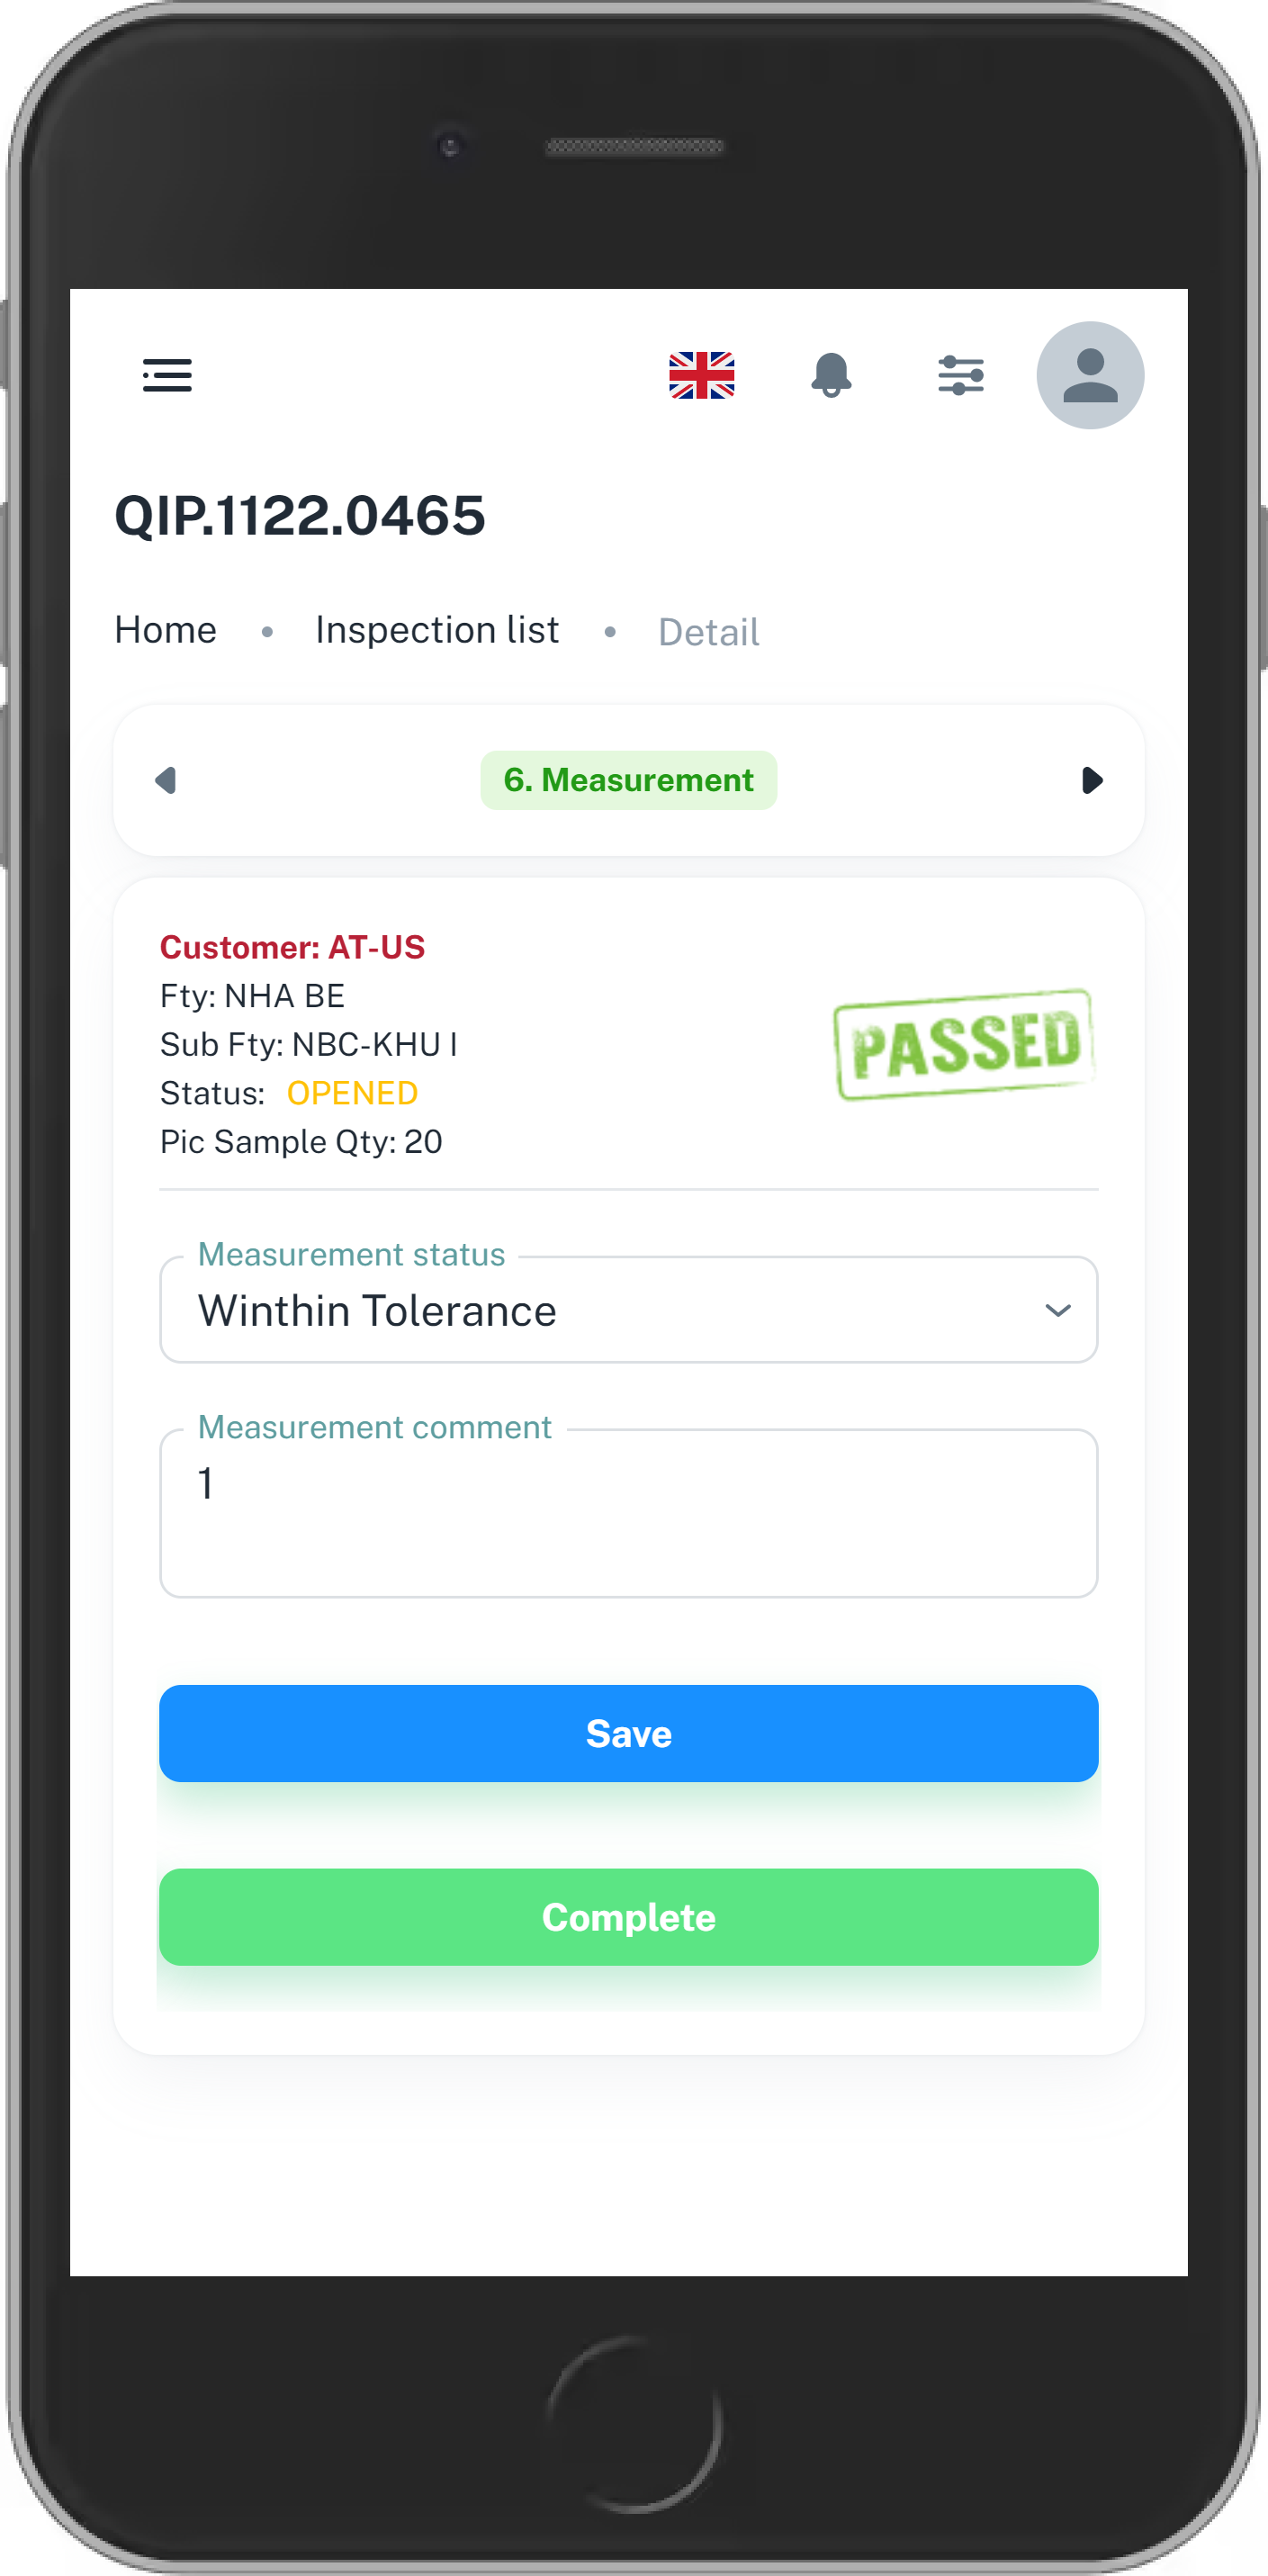 QIP.1122.0465
Home • Inspection list • Detail
6. Measurement
Customer: AT-US
Fty: NHA BE
Sub Fty: NBC-KHU I
Status: OPENED
Pic Sample Qty: 20
PASSED
Measurement status
Winthin Tolerance
Measurement comment
1
Save
Complete